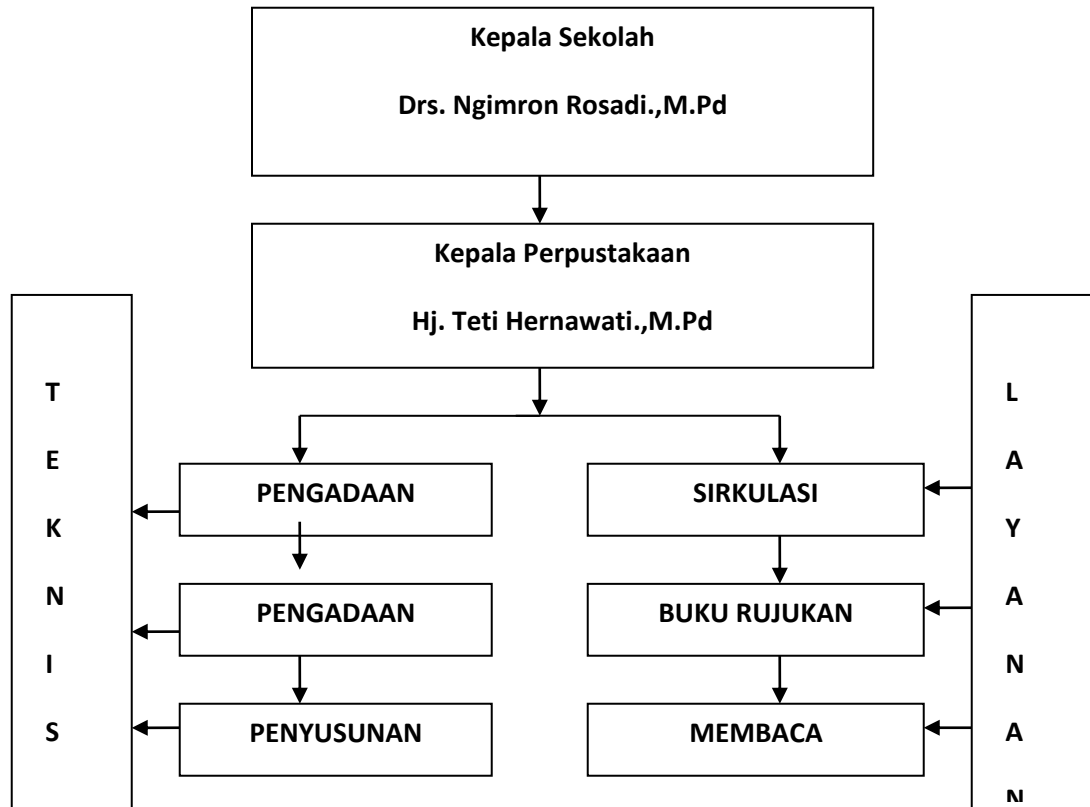 Kepala Sekolah
Drs. Ngimron Rosadi.,M.Pd
Kepala Perpustakaan
Hj. Teti Hernawati.,M.Pd
T
E
K
N
I
S
PENGADAAN
PENGADAAN
PENYUSUNAN
SIRKULASI
BUKU RUJUKAN
MEMBACA
L
A
Y
A
N
A
N